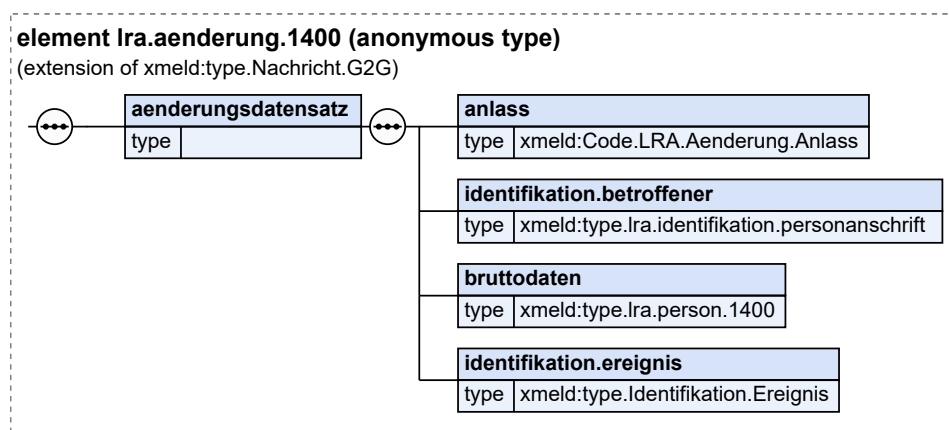 element lra.aenderung.1400 (anonymous type)
(extension of xmeld:type.Nachricht.G2G)
aenderungsdatensatz
type
anlass
type xmeld:Code.LRA.Aenderung.Anlass
identifikation.betroffener
type xmeld:type.lra.identifikation.personanschrift
bruttodaten
type xmeld:type.lra.person.1400
identifikation.ereignis
type xmeld:type.Identifikation.Ereignis